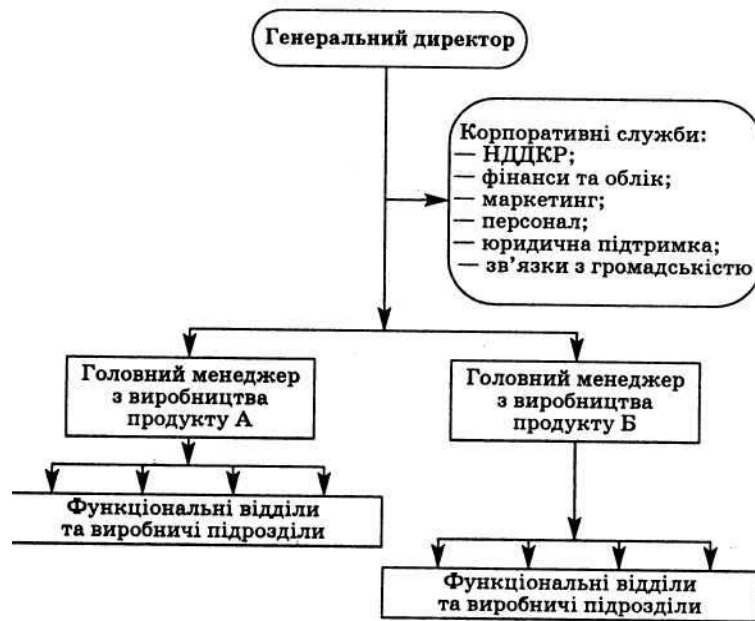 Генеральний директор
Корпоративні служби:
— НДДКР;
— фінанси та облік;
— маркетинг;
— персонал;
— юридична підтримка;
— зв'язки з громадськістю
Головний менеджер
з виробництва
продукту А
Головний менеджер
з виробництва
продукту Б
Функціональні відділи
та виробничі підрозділи
Функціональні відділи
та виробничі підрозділи